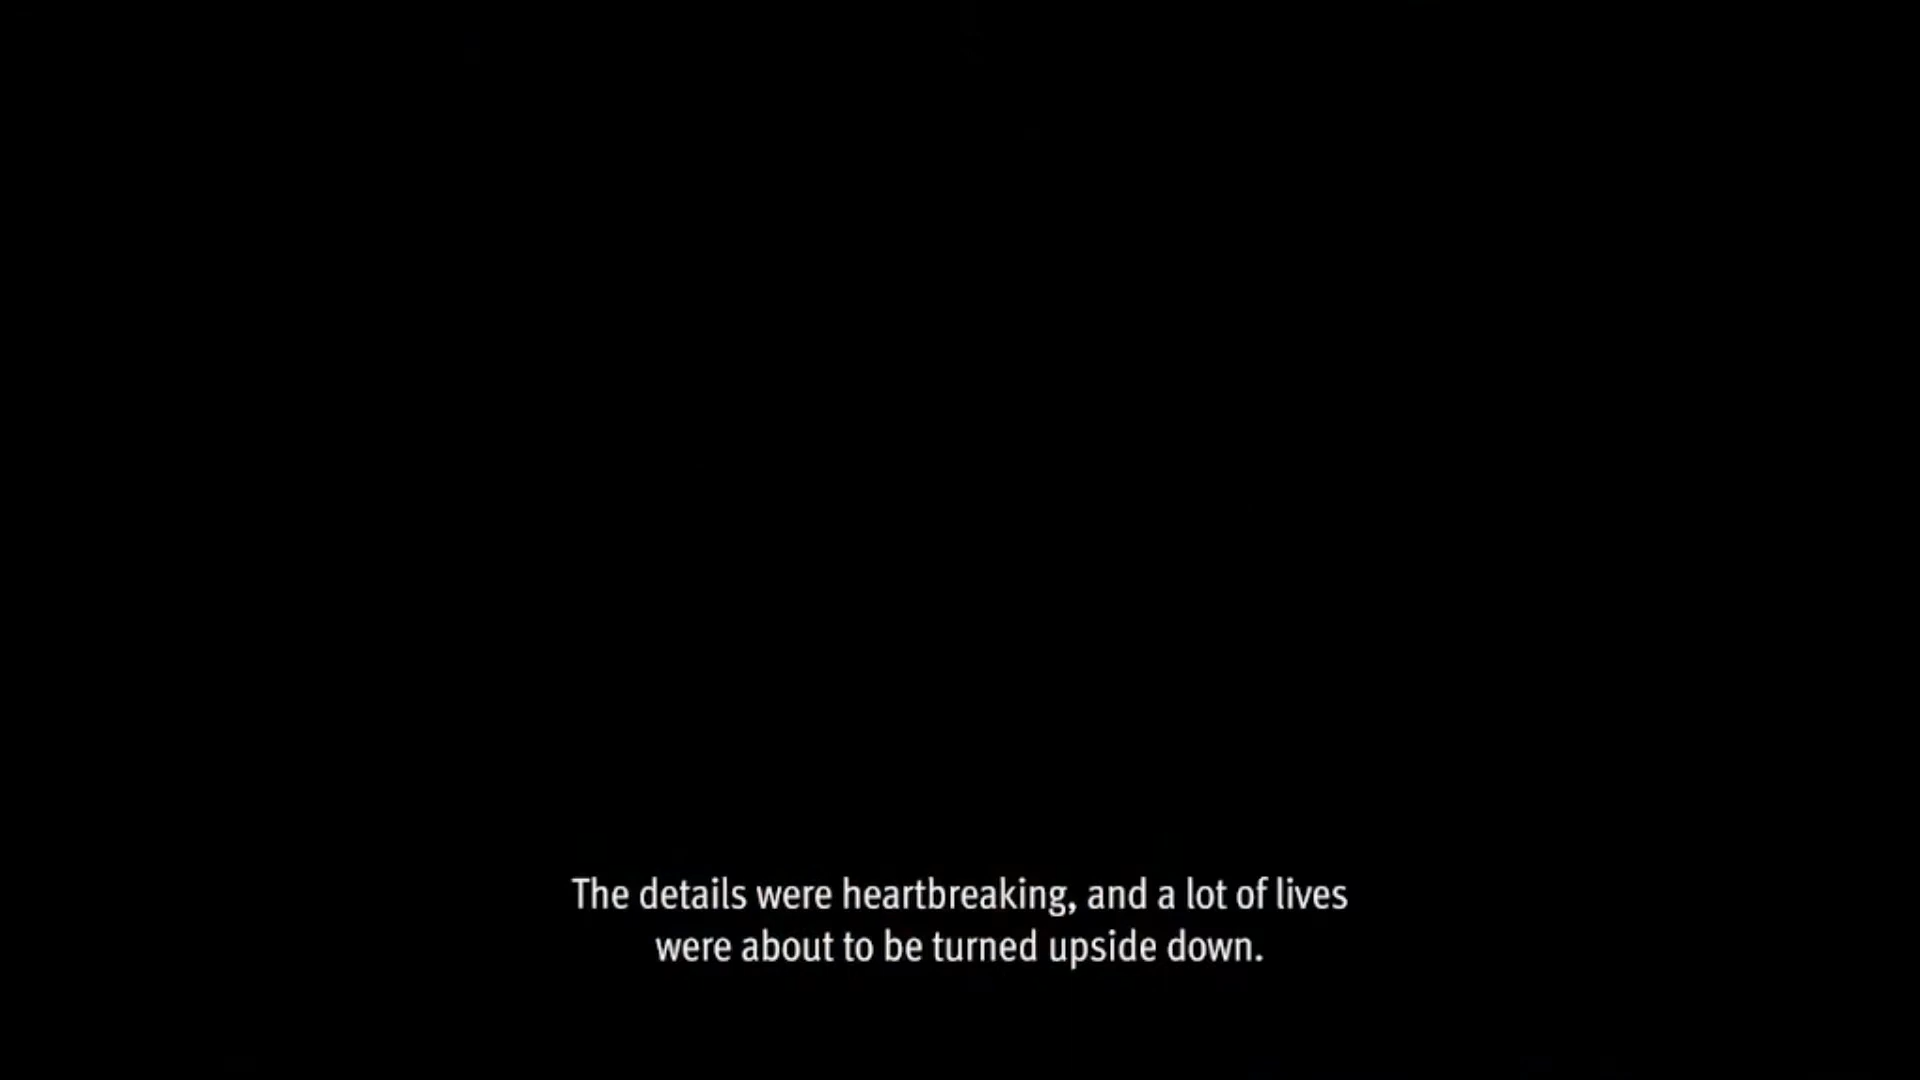 The details were heartbreaking, and a lot of lives
were about to be turned upside down.